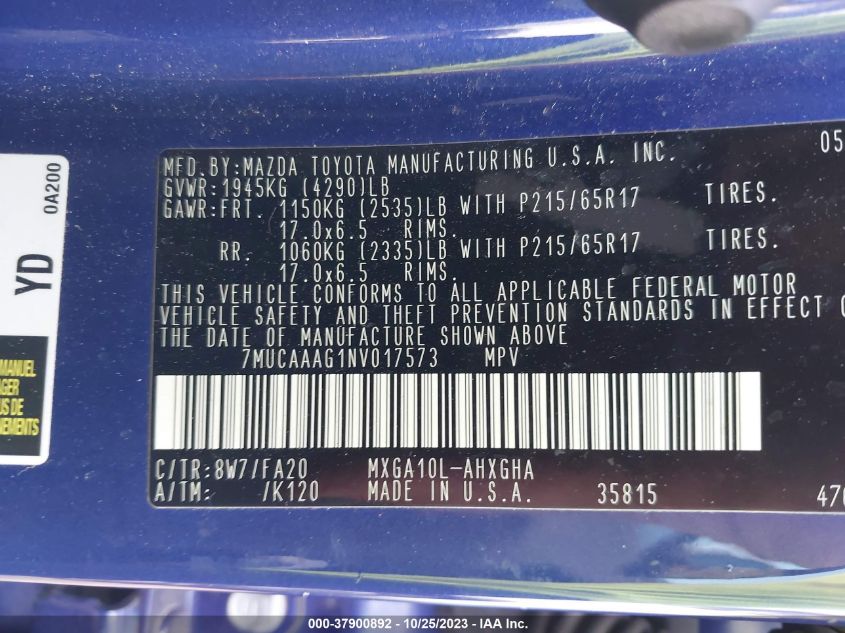 MFD.BY:MAZDA TOYOTA MANUFACTURING U.S.A. INC. 05
GVWR:1945KG (4290)LB
GAWR:FRT. 1150KG (2535)LB WITH P215/65R17 TIRES.
17.0x6.5 RIMS.
RR. 1060KG (2335)LB WITH P215/65R17 TIRES.
17.0x6.5 RIMS.
THIS VEHICLE CONFORMS TO ALL APPLICABLE FEDERAL MOTOR
VEHICLE SAFETY AND THEFT PREVENTION STANDARDS IN EFFECT
THE DATE OF MANUFACTURE SHOWN ABOVE
7MUCAAAG1NV017573 MPV
C/TR:8W7/FA20 MXGA10L-AHXGHA
A/TM: /K120 MADE IN U.S.A. 35815 470
0A200
YD
MANUEL
000-37900892 - 10/25/2023 - IAA Inc.